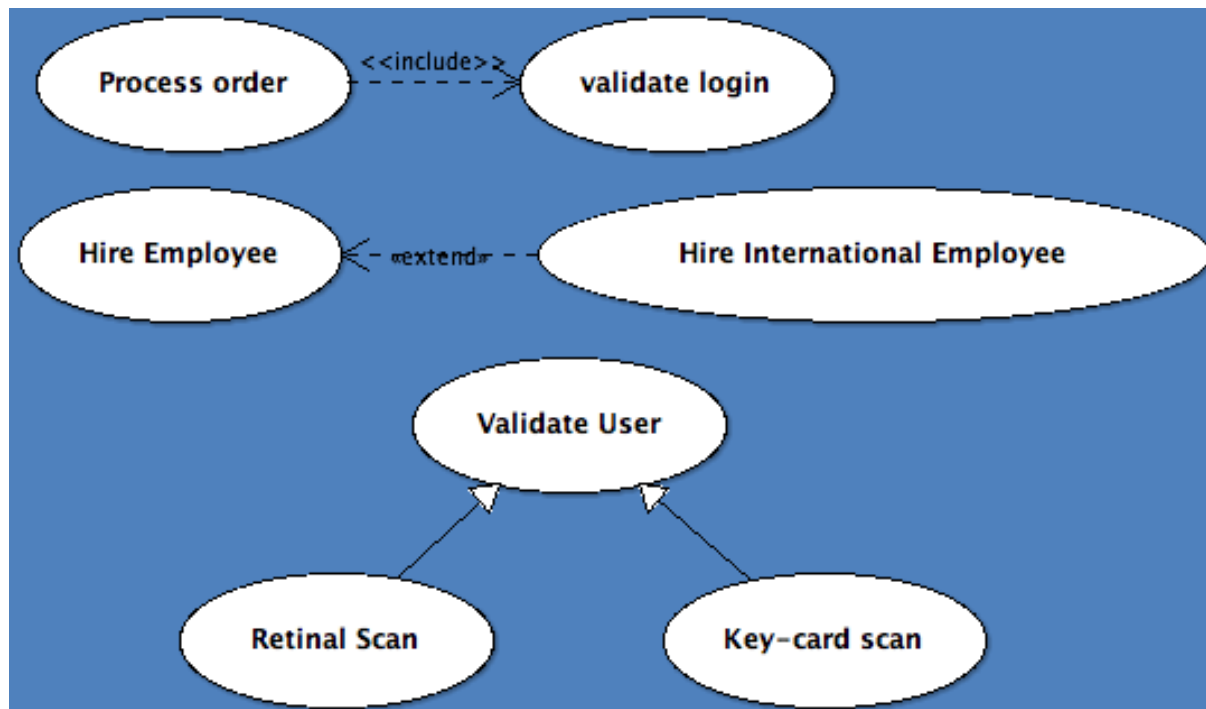 <<include>>
Process order
validate login
Hire Employee
«extend»
Hire International Employee
Validate User
Retinal Scan
Key-card scan